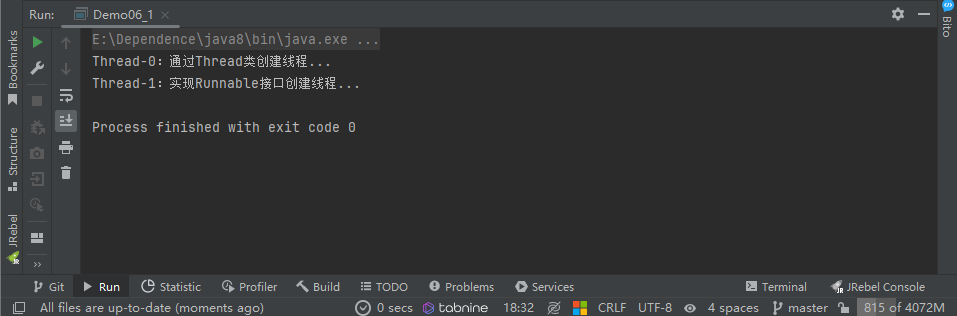 Run: Demo06_1
E:\Dependence\java8\bin\java.exe ...
Thread-0：通过Thread类创建线程...
Thread-1：实现Runnable接口创建线程...
Process finished with exit code 0
Bookmarks
Structure
JRebel
Bito
Git Run Statistic Profiler Build TODO Problems Services Terminal JRebel Console
All files are up-to-date (moments ago) 0 secs tabnine 18:32 CRLF UTF-8 4 spaces master 815 of 4072M